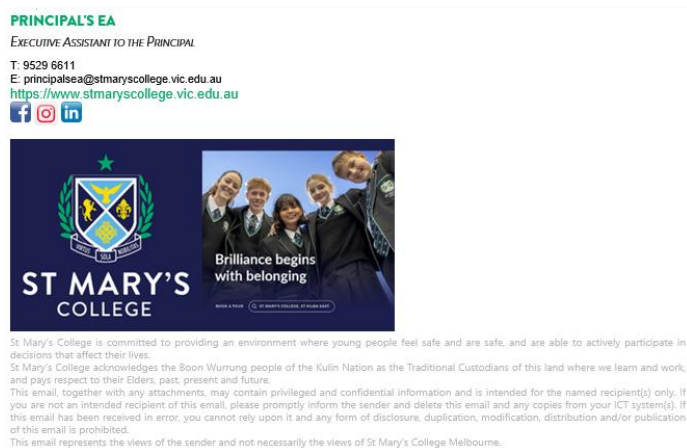 PRINCIPAL'S EA
EXECUTIVE ASSISTANT TO THE PRINCIPAL
T: 9529 6611
E: principalsea@stmaryscollege.vic.edu.au
https://www.stmaryscollege.vic.edu.au
f in
VIRTUS SOLA NOBILITAS
ST MARY'S
COLLEGE
Brilliance begins
with belonging
BOOK A TOUR ST MARY'S COLLEGE, ST KILDA EAST
St Mary's College is committed to providing an environment where young people feel safe and are safe, and are able to actively participate in
decisions that affect their lives.
St Mary's College acknowledges the Boon Wurrung people of the Kulin Nation as the Traditional Custodians of this land where we learn and work,
and pays respect to their Elders, past, present and future.
This email, together with any attachments, may contain privileged and confidential information and is intended for the named recipient(s) only. If
you are not an intended recipient of this email, please promptly inform the sender and delete this email and any copies from your ICT system(s). If
this email has been received in error, you cannot rely upon it and any form of disclosure, duplication, modification, distribution and/or publication
of this email is prohibited.
This email represents the views of the sender and not necessarily the views of St Mary's College Melbourne.